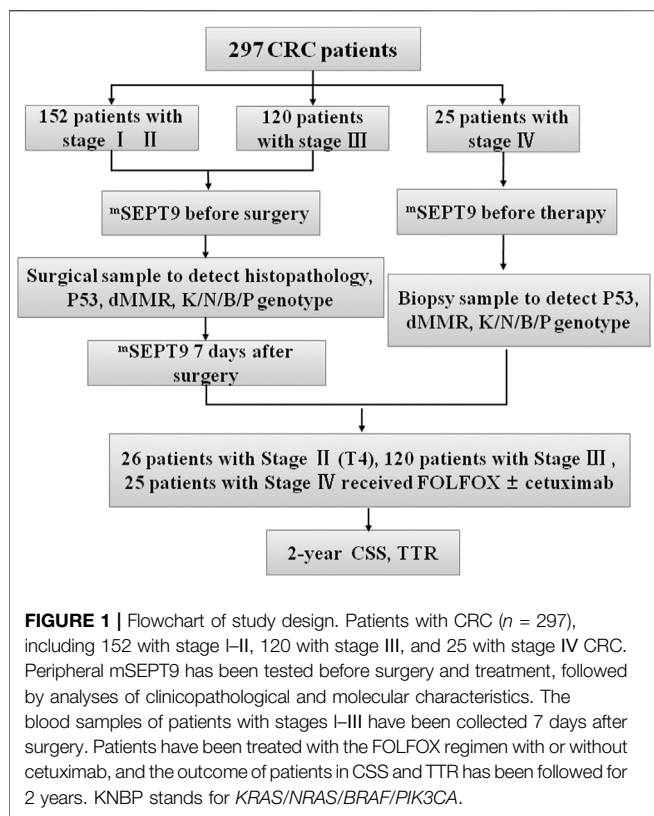 297 CRC patients
152 patients with
stage Ⅰ Ⅱ
120 patients
with stage Ⅲ
25 patients with
stage Ⅳ
mSEPT9 before surgery
mSEPT9 before therapy
Surgical sample to detect histopathology,
P53, dMMR, K/N/B/P genotype
Biopsy sample to detect P53,
dMMR, K/N/B/P genotype
mSEPT9 7 days after
surgery
26 patients with Stage Ⅱ (T4), 120 patients with Stage Ⅲ ,
25 patients with Stage Ⅳ received FOLFOX ± cetuximab
2-year CSS, TTR
FIGURE 1 | Flowchart of study design. Patients with CRC (n = 297),
including 152 with stage I–II, 120 with stage III, and 25 with stage IV CRC.
Peripheral mSEPT9 has been tested before surgery and treatment, followed
by analyses of clinicopathological and molecular characteristics. The
blood samples of patients with stages I–III have been collected 7 days after
surgery. Patients have been treated with the FOLFOX regimen with or without
cetuximab, and the outcome of patients in CSS and TTR has been followed for
2 years. KNBP stands for KRAS/NRAS/BRAF/PIK3CA.